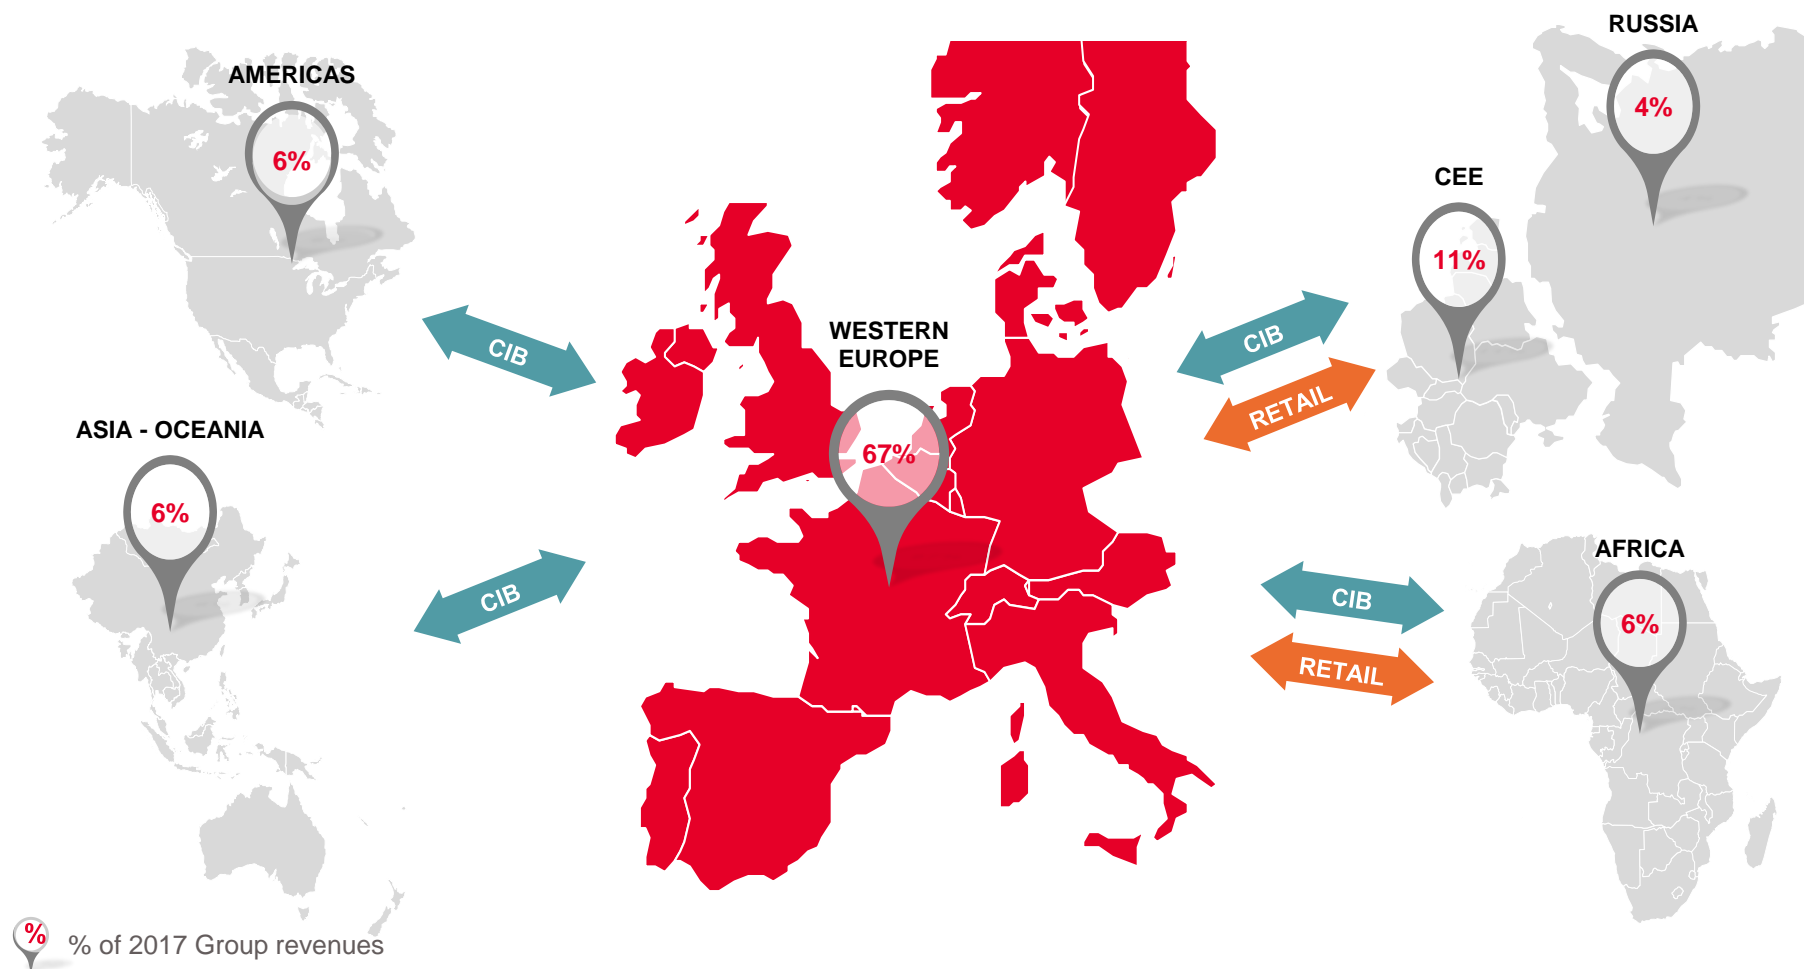 RUSSIA
4%
AMERICAS
6%
CEE
11%
CIB
CIB
RETAIL
WESTERN
EUROPE
67%
ASIA - OCEANIA
6%
CIB
CIB
RETAIL
AFRICA
6%
% % of 2017 Group revenues